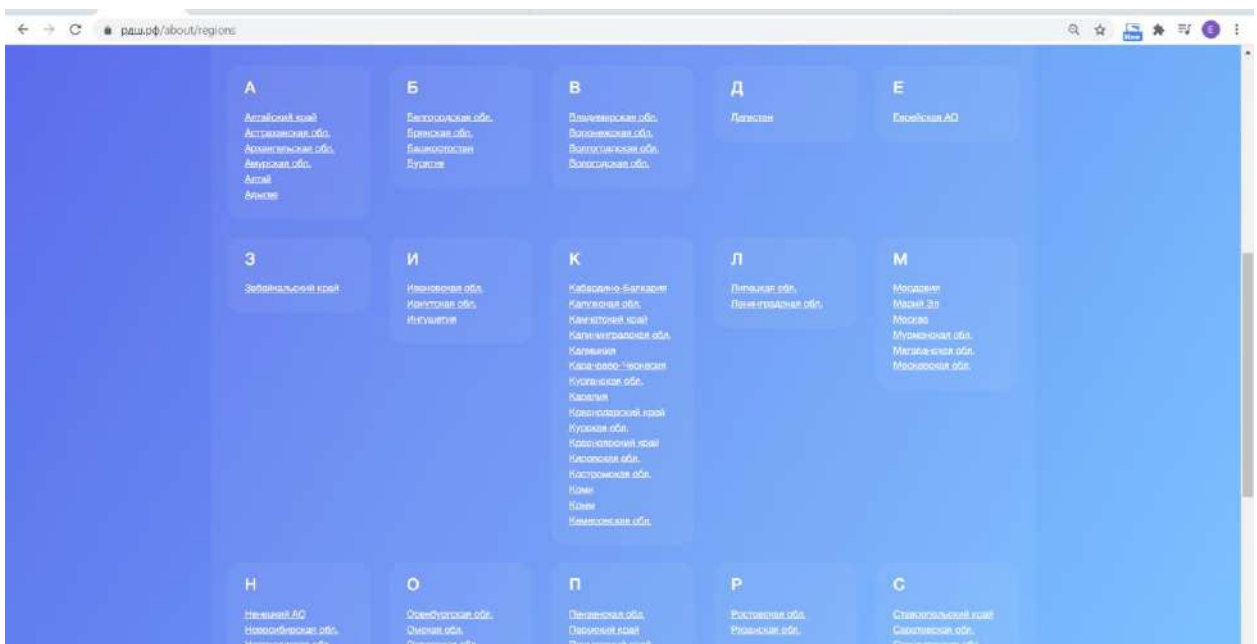 рдш.рф/about/regions
New
E
А
Алтайский край
Астраханская обл.
Архангельская обл.
Амурская обл.
Алтай
Адыгея
Б
Белгородская обл.
Брянская обл.
Башкортостан
Бурятия
В
Владимирская обл.
Воронежская обл.
Волгоградская обл.
Вологодская обл.
Д
Дагестан
Е
Еврейская АО
З
Забайкальский край
И
Ивановская обл.
Иркутская обл.
Ингушетия
К
Кабардино-Балкария
Калужская обл.
Камчатский край
Калининградская обл.
Калмыкия
Карачаево-Черкесия
Курганская обл.
Карелия
Краснодарский край
Курская обл.
Красноярский край
Кировская обл.
Костромская обл.
Коми
Крым
Кемеровская обл.
Л
Липецкая обл.
Ленинградская обл.
М
Мордовия
Марий Эл
Москва
Мурманская обл.
Магаданская обл.
Московская обл.
Н
Ненецкий АО
Новосибирская обл.
О
Оренбургская обл.
Омская обл.
П
Пензенская обл.
Пермский край
Р
Ростовская обл.
Рязанская обл.
С
Ставропольский край
Саратовская обл.